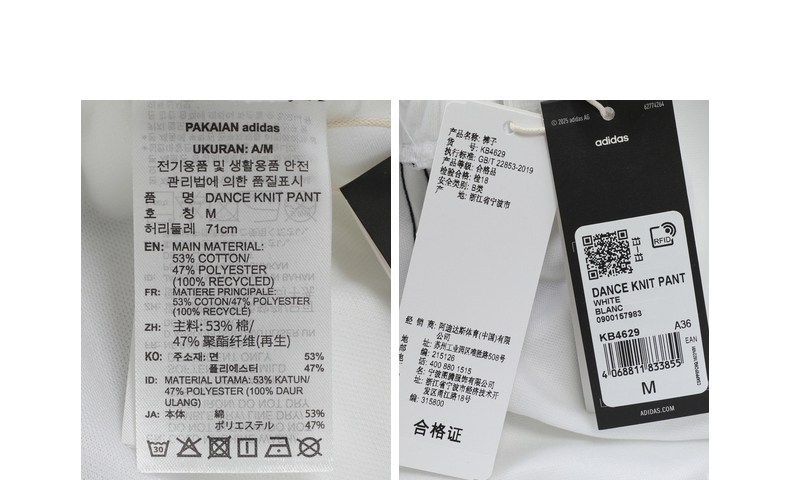 PAKAIAN adidas
UKURAN: A/M
전기용품 및 생활용품 안전
관리법에 의한 품질표시
품 명 DANCE KNIT PANT
호 칭 M
허리둘레 71cm
EN: MAIN MATERIAL:
53% COTTON/
47% POLYESTER
(100% RECYCLED)
FR: MATIERE PRINCIPALE:
53% COTON/47% POLYESTER
(100% RECYCLÉ)
ZH: 主料: 53% 棉/
47% 聚酯纤维(再生)
KO: 주소재: 면 53%
폴리에스터 47%
ID: MATERIAL UTAMA: 53% KATUN/
47% POLYESTER (100% DAUR
ULANG)
JA: 本体 綿 53%
ポリエステル 47%
30
产品名称: 裤子
货 号: KB4629
执行标准: GB/T 22853-2019
产品等级: 合格品
检验合格: 检18
安全类别: B类
产 地: 浙江省宁波市
经 销 商: 阿迪达斯体育(中国)有限
公司
址: 苏州工业园区唯胜路508号
编: 215126
话: 400 880 1515
名: 宁波狮腾服饰有限公司
址: 浙江省宁波市经济技术开
发区甬江路18号
编: 315800
合格证
62774264
© 2025 adidas AG
adidas
RFID
DANCE KNIT PANT
WHITE
BLANC
0900157983
KB4629 A36
EAN
4 068811 833855
M
ADIDAS.COM